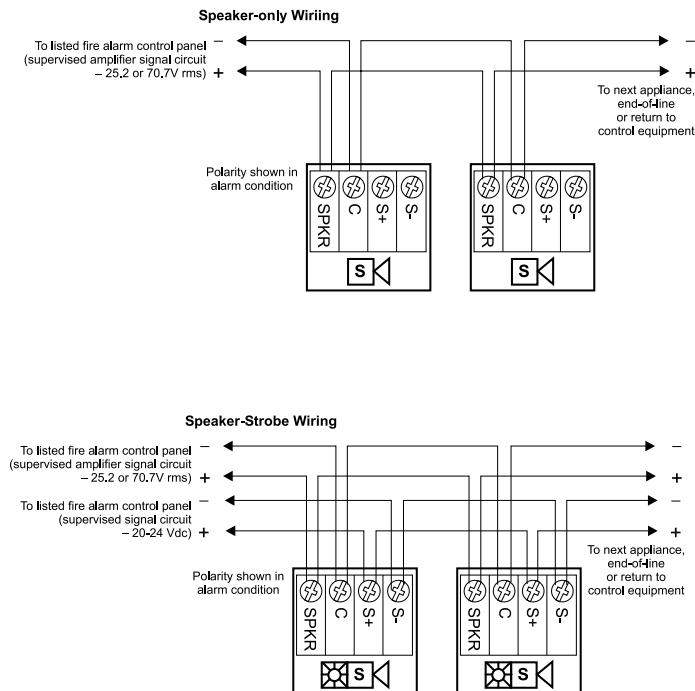 Speaker-only Wiriing
To listed fire alarm control panel
(supervised amplifier signal circuit
– 25.2 or 70.7V rms)
–
+
–
+
To next appliance,
end-of-line
or return to
control equipment
Polarity shown in
alarm condition
SPKR C S+ S-
SPKR C S+ S-
S
S
Speaker-Strobe Wiring
To listed fire alarm control panel
(supervised amplifier signal circuit
– 25.2 or 70.7V rms)
–
+
–
+
To listed fire alarm control panel
(supervised signal circuit
– 20-24 Vdc)
–
+
–
+
To next appliance,
end-of-line
or return to
control equipment
Polarity shown in
alarm condition
SPKR C S+ S-
SPKR C S+ S-
S
S